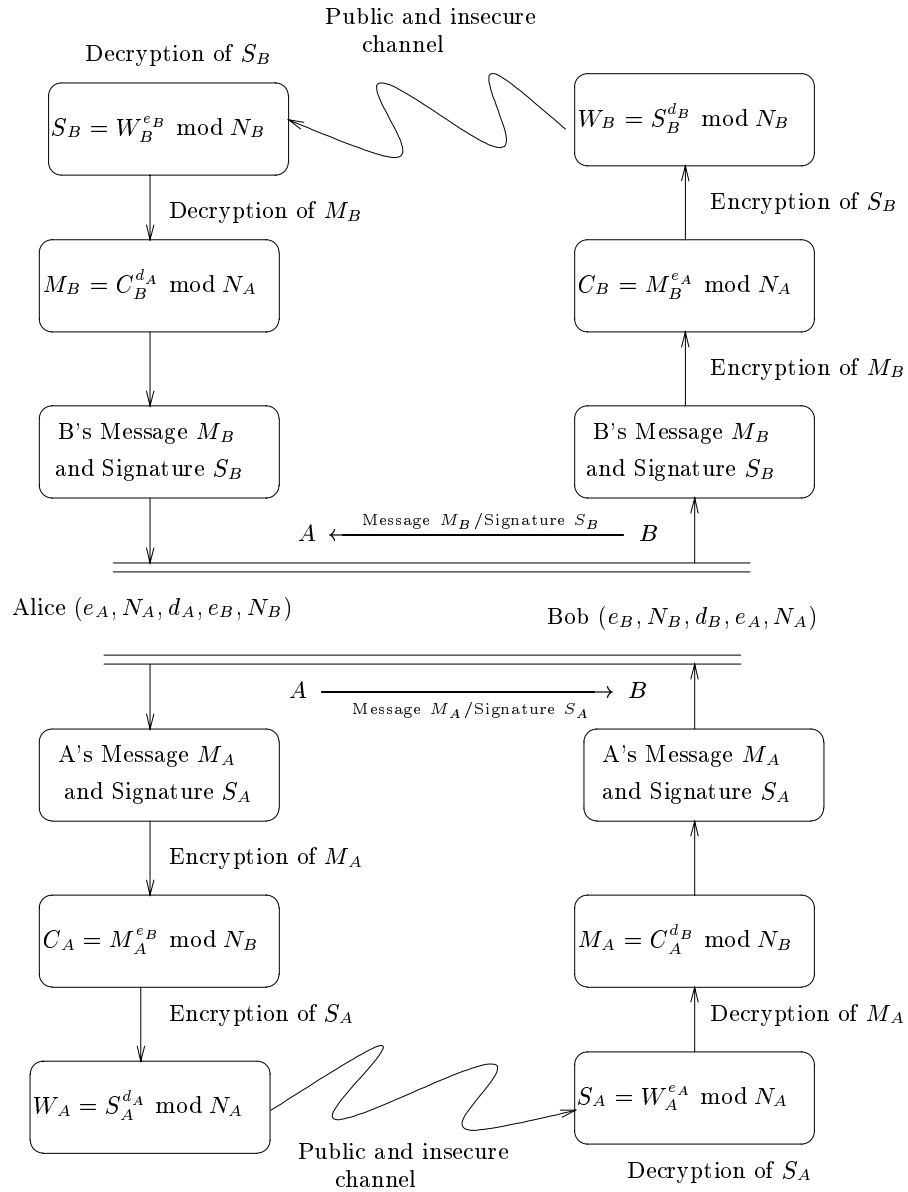 Public and insecure
channel
Decryption of S_B
S_B = W_B^{e_B} mod N_B
W_B = S_B^{d_B} mod N_B
Decryption of M_B
Encryption of S_B
M_B = C_B^{d_A} mod N_A
C_B = M_B^{e_A} mod N_A
Encryption of M_B
B's Message M_B
and Signature S_B
B's Message M_B
and Signature S_B
Message M_B/Signature S_B
A ← B
Alice (e_A, N_A, d_A, e_B, N_B)
Bob (e_B, N_B, d_B, e_A, N_A)
A → B
Message M_A/Signature S_A
A's Message M_A
and Signature S_A
A's Message M_A
and Signature S_A
Encryption of M_A
C_A = M_A^{e_B} mod N_B
M_A = C_A^{d_B} mod N_B
Encryption of S_A
Decryption of M_A
W_A = S_A^{d_A} mod N_A
S_A = W_A^{e_A} mod N_A
Public and insecure
channel
Decryption of S_A